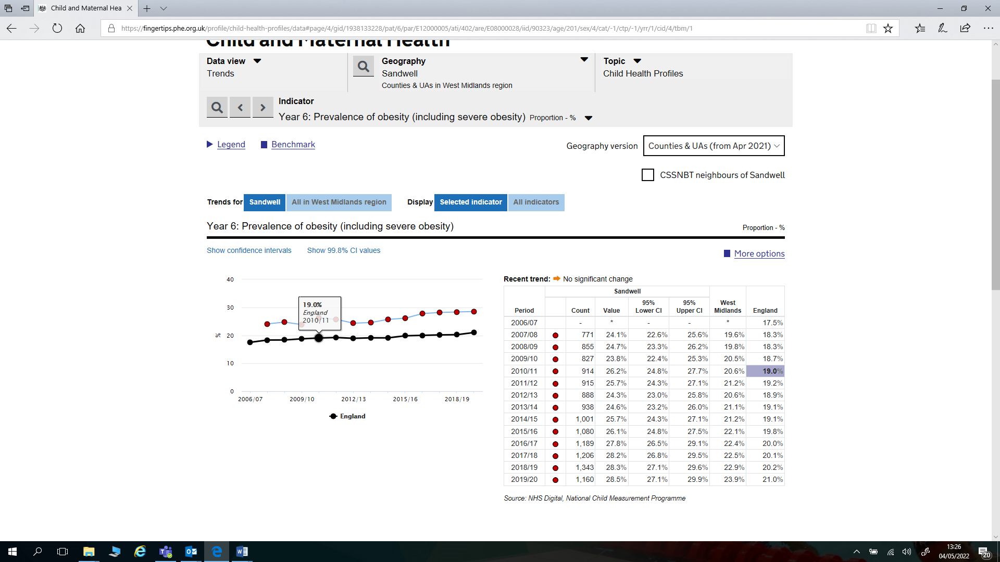 Child and Maternal Hea
https://fingertips.phe.org.uk/profile/child-health-profiles/data#page/4/gid/1938133228/pat/6/par/E12000005/ati/402/are/E08000028/iid/90323/age/201/sex/4/cat/-1/ctp/-1/yrr/1/cid/4/tbm/1
Child and Maternal Health
Data view
Trends
Geography
Sandwell
Counties & UAs in West Midlands region
Topic
Child Health Profiles
Indicator
Year 6: Prevalence of obesity (including severe obesity) Proportion - %
Legend Benchmark
Geography version Counties & UAs (from Apr 2021)
CSSNBT neighbours of Sandwell
Trends for Sandwell All in West Midlands region Display Selected indicator All indicators
Year 6: Prevalence of obesity (including severe obesity) Proportion - %
Show confidence intervals Show 99.8% CI values
More options
40
30
20
10
0
%
19.0%
England
2010/11
2006/07 2009/10 2012/13 2015/16 2018/19
England
Recent trend: No significant change
Sandwell
Period Count Value 95% Lower CI 95% Upper CI West Midlands England
2006/07 - * - - * 17.5%
2007/08 771 24.1% 22.6% 25.6% 19.6% 18.3%
2008/09 855 24.7% 23.3% 26.2% 19.8% 18.3%
2009/10 827 23.8% 22.4% 25.3% 20.5% 18.7%
2010/11 914 26.2% 24.8% 27.7% 20.6% 19.0%
2011/12 915 25.7% 24.3% 27.1% 21.2% 19.2%
2012/13 888 24.3% 23.0% 25.8% 20.6% 18.9%
2013/14 938 24.6% 23.2% 26.0% 21.1% 19.1%
2014/15 1,001 25.7% 24.3% 27.1% 21.2% 19.1%
2015/16 1,080 26.1% 24.8% 27.5% 22.1% 19.8%
2016/17 1,189 27.8% 26.5% 29.1% 22.4% 20.0%
2017/18 1,206 28.2% 26.8% 29.5% 22.5% 20.1%
2018/19 1,343 28.3% 27.1% 29.6% 22.9% 20.2%
2019/20 1,160 28.5% 27.1% 29.9% 23.9% 21.0%
Source: NHS Digital, National Child Measurement Programme
13:26
04/05/2022
20